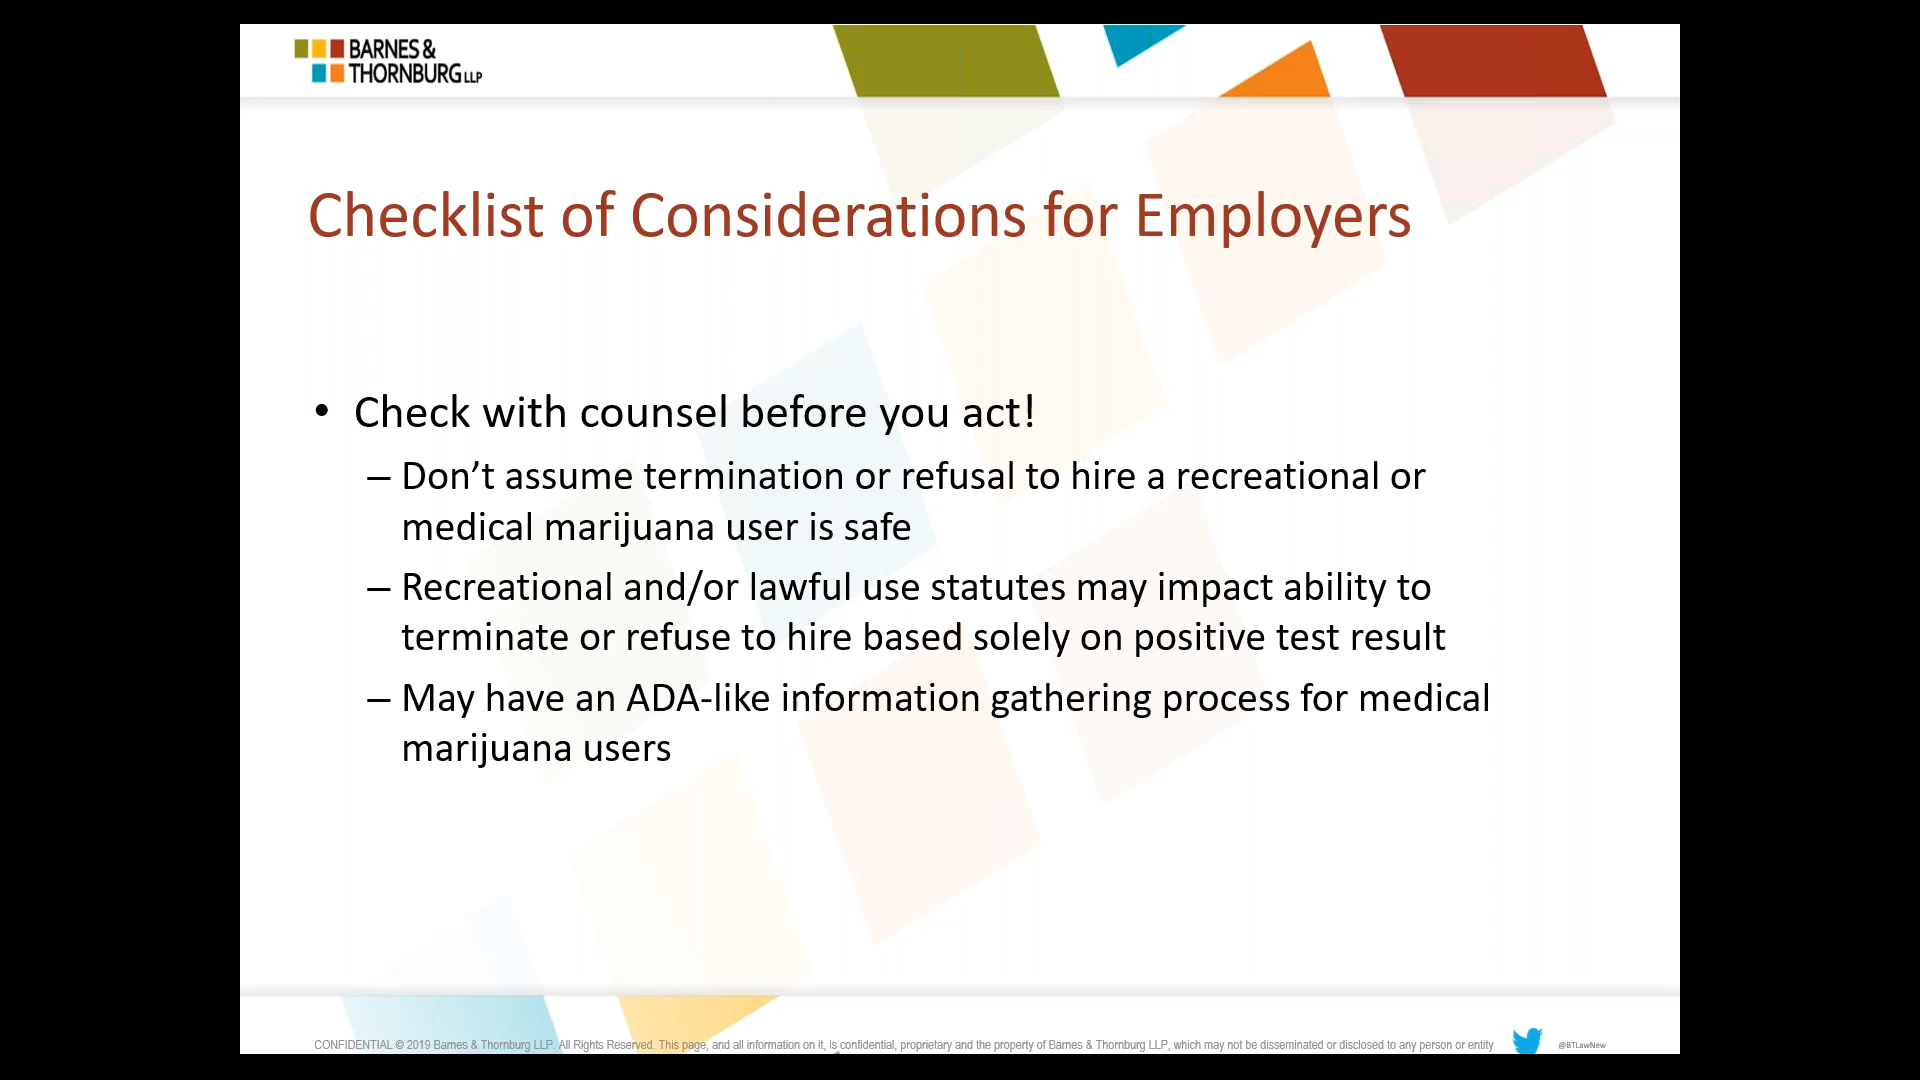 BARNES &
THORNBURG LLP
Checklist of Considerations for Employers
• Check with counsel before you act!
– Don’t assume termination or refusal to hire a recreational or
medical marijuana user is safe
– Recreational and/or lawful use statutes may impact ability to
terminate or refuse to hire based solely on positive test result
– May have an ADA-like information gathering process for medical
marijuana users
CONFIDENTIAL © 2019 Barnes & Thornburg LLP. All Rights Reserved. This page, and all information on it, is confidential, proprietary and the property of Barnes & Thornburg LLP, which may not be disseminated or disclosed to any person or entity
@BTLawNew